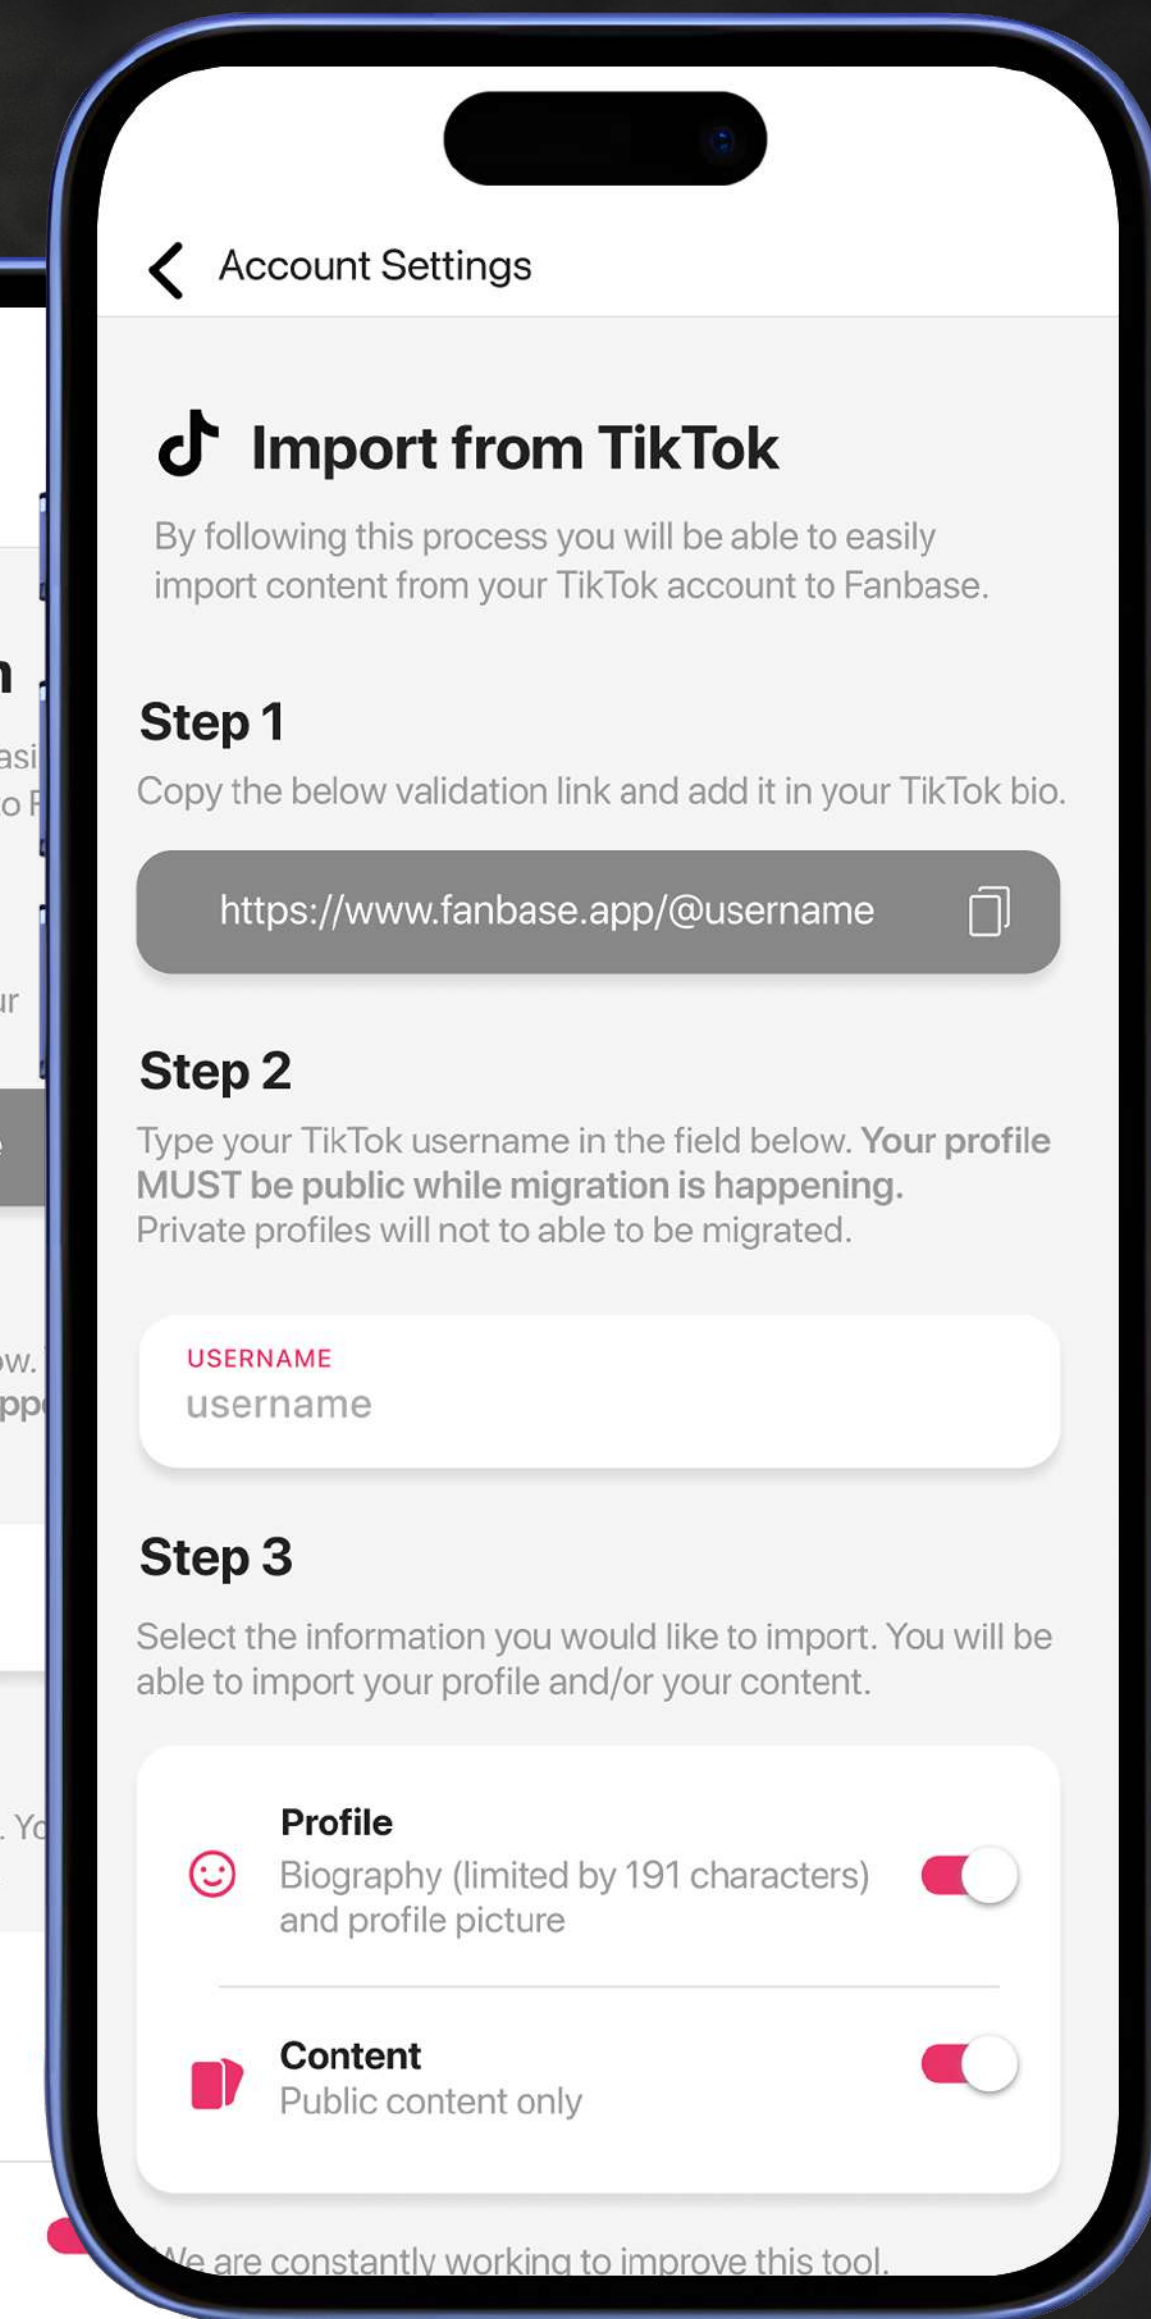 Account Settings
Import from TikTok
By following this process you will be able to easily
import content from your TikTok account to Fanbase.
Step 1
Copy the below validation link and add it in your TikTok bio.
https://www.fanbase.app/@username
Step 2
Type your TikTok username in the field below. Your profile
MUST be public while migration is happening.
Private profiles will not to able to be migrated.
USERNAME
username
Step 3
Select the information you would like to import. You will be
able to import your profile and/or your content.
Profile
Biography (limited by 191 characters)
and profile picture
Content
Public content only
We are constantly working to improve this tool.